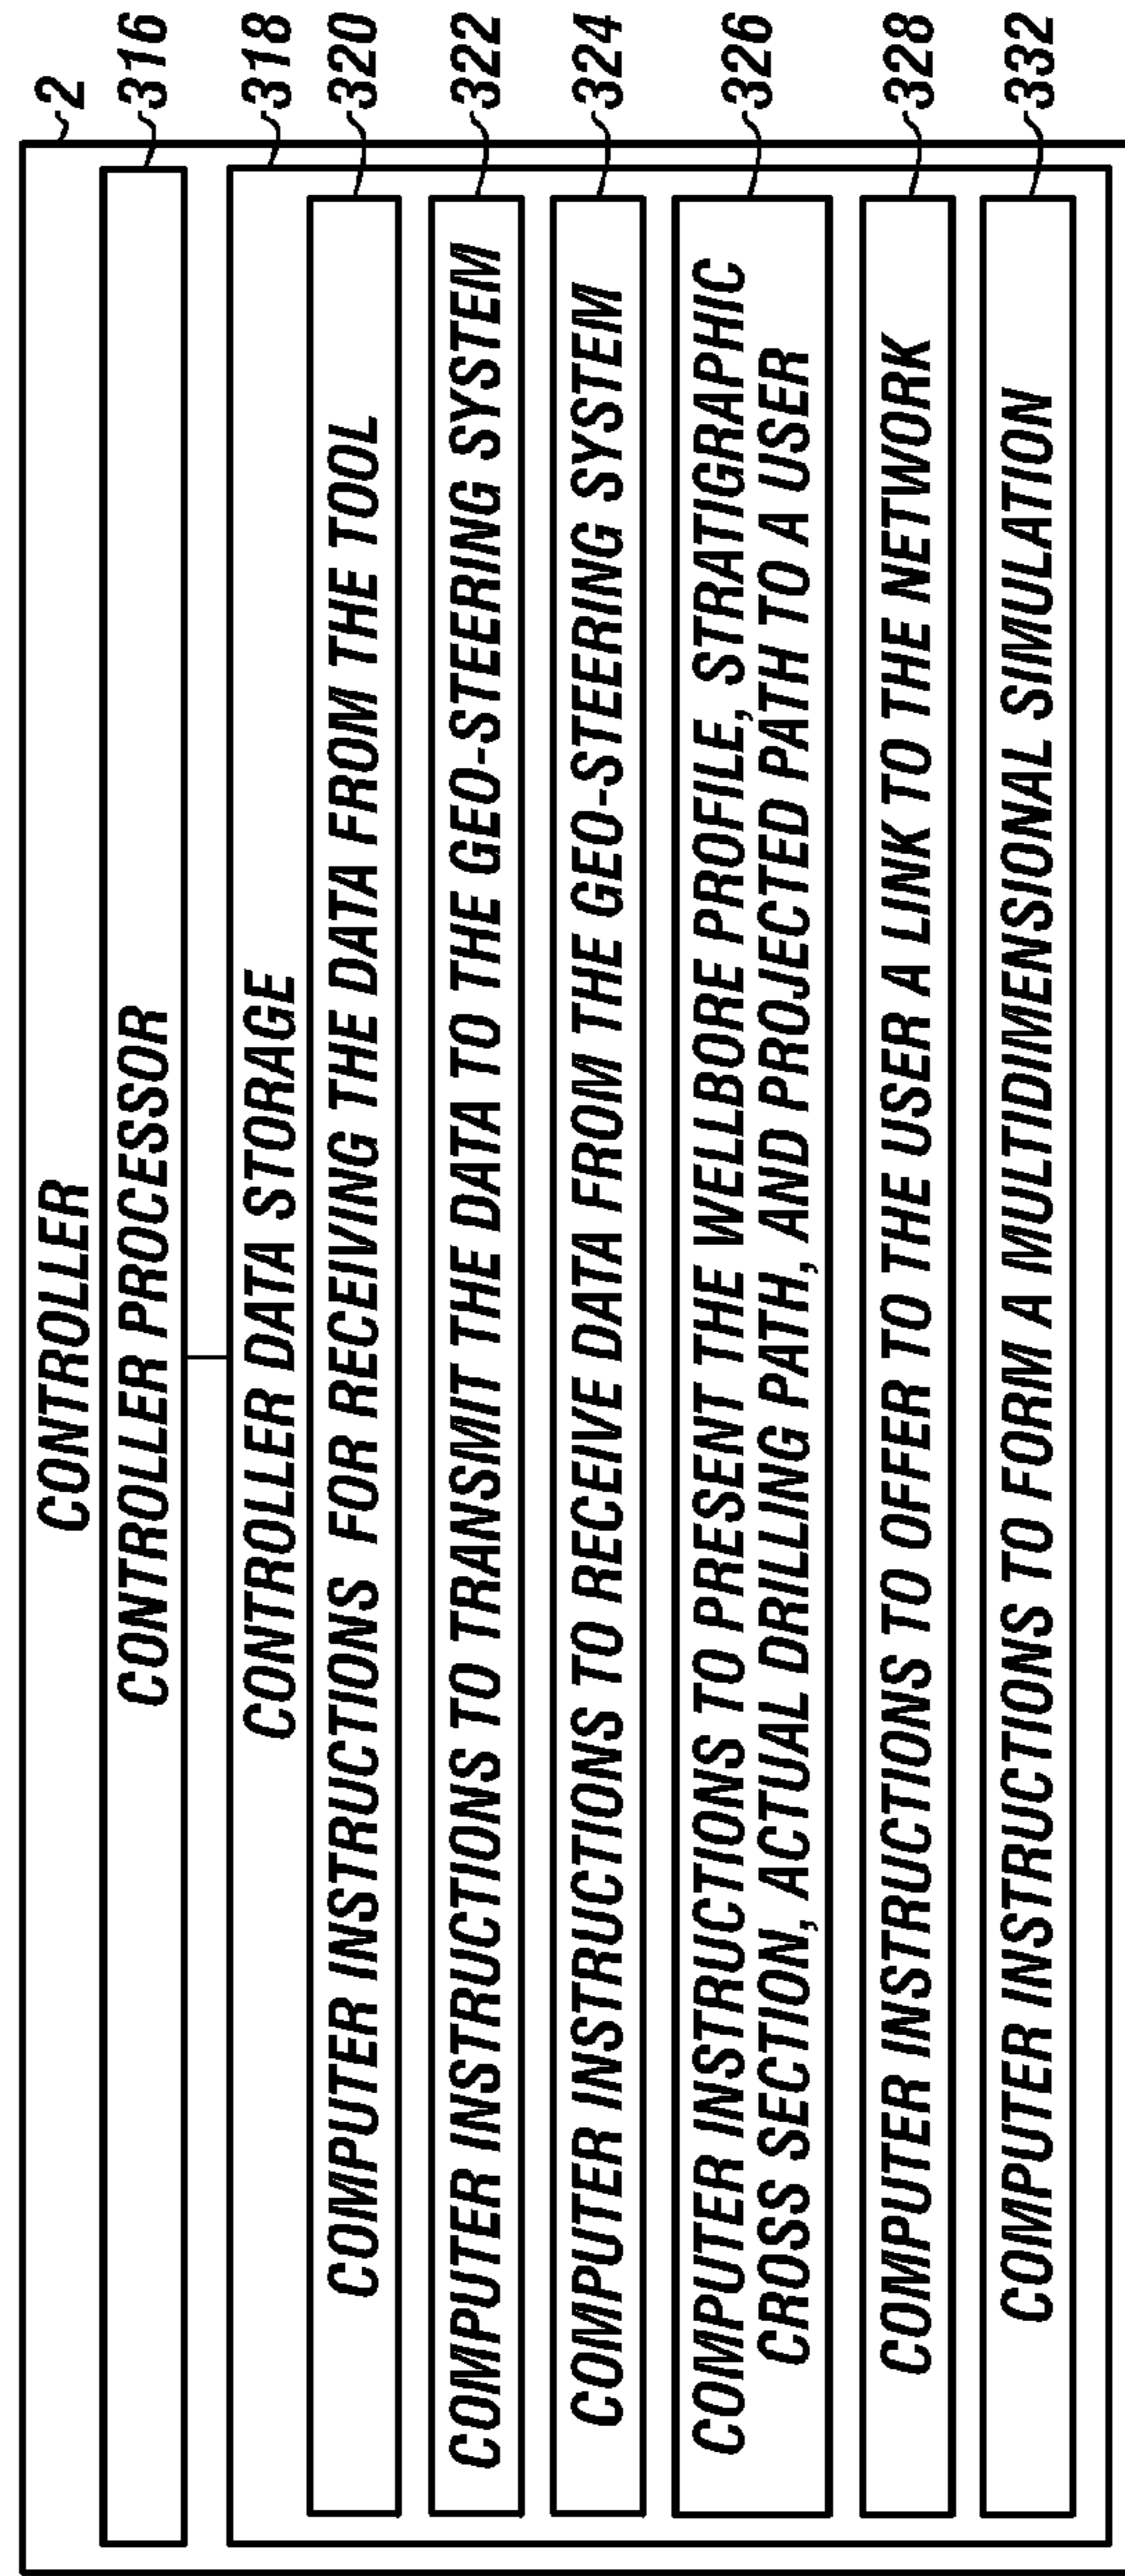 CONTROLLER
2
CONTROLLER PROCESSOR
316
CONTROLLER DATA STORAGE
318
COMPUTER INSTRUCTIONS FOR RECEIVING THE DATA FROM THE TOOL
320
COMPUTER INSTRUCTIONS TO TRANSMIT THE DATA TO THE GEO-STEERING SYSTEM
322
COMPUTER INSTRUCTIONS TO RECEIVE DATA FROM THE GEO-STEERING SYSTEM
324
COMPUTER INSTRUCTIONS TO PRESENT THE WELLBORE PROFILE, STRATIGRAPHIC
CROSS SECTION, ACTUAL DRILLING PATH, AND PROJECTED PATH TO A USER
326
COMPUTER INSTRUCTIONS TO OFFER TO THE USER A LINK TO THE NETWORK
328
COMPUTER INSTRUCTIONS TO FORM A MULTIDIMENSIONAL SIMULATION
332